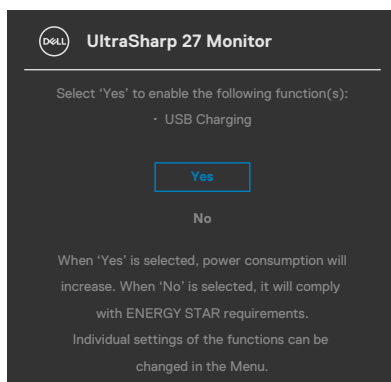 DELL UltraSharp 27 Monitor
Select ‘Yes’ to enable the following function(s):
· USB Charging
Yes
No
When ‘Yes’ is selected, power consumption will
increase. When ‘No’ is selected, it will comply
with ENERGY STAR requirements.
Individual settings of the functions can be
changed in the Menu.